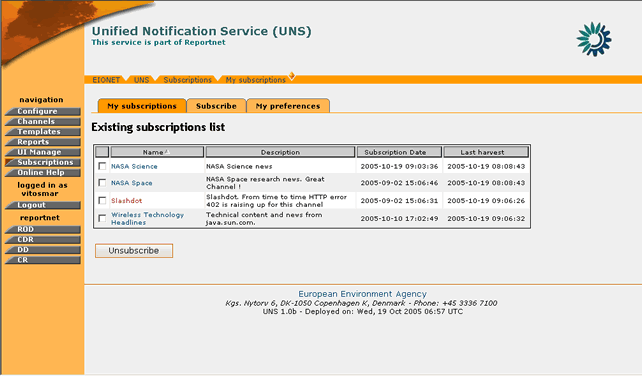 Unified Notification Service (UNS)
This service is part of Reportnet
EIONET UNS Subscriptions My subscriptions
navigation
Configure
Channels
Templates
Reports
UI Manage
Subscriptions
Online Help
logged in as
vitosmar
Logout
reportnet
ROD
CDR
DD
CR
My subscriptions Subscribe My preferences
Existing subscriptions list
Name Description Subscription Date Last harvest
NASA Science NASA Science news 2005-10-19 09:03:36 2005-10-19 08:08:43
NASA Space NASA Space research news. Great
Channel ! 2005-09-02 15:06:46 2005-10-19 08:08:43
Slashdot Slashdot. From time to time HTTP error
402 is raising up for this channel 2005-09-02 15:06:31 2005-10-19 09:06:26
Wireless Technology Technical content and news from
Headlines java.sun.com. 2005-10-10 17:02:49 2005-10-19 09:06:32
Unsubscribe
European Environment Agency
Kgs. Nytorv 6, DK-1050 Copenhagen K, Denmark - Phone: +45 3336 7100
UNS 1.0b - Deployed on: Wed, 19 Oct 2005 06:57 UTC